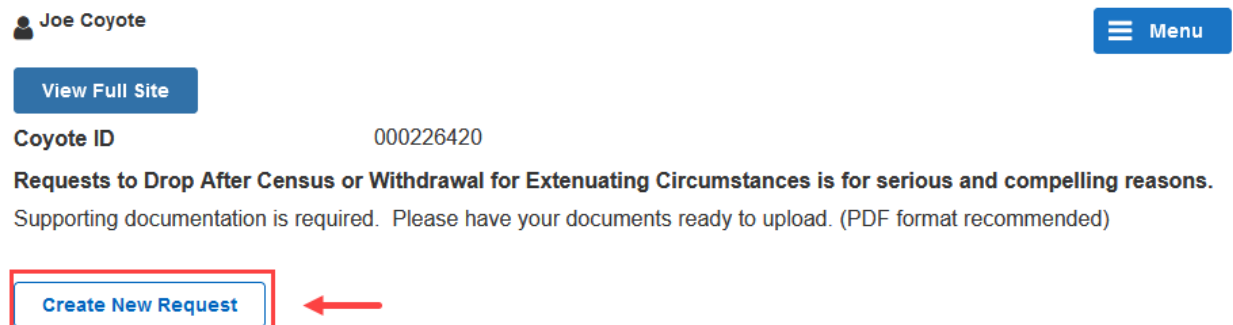 Joe Coyote
Menu
View Full Site
Coyote ID 000226420
Requests to Drop After Census or Withdrawal for Extenuating Circumstances is for serious and compelling reasons.
Supporting documentation is required. Please have your documents ready to upload. (PDF format recommended)
Create New Request